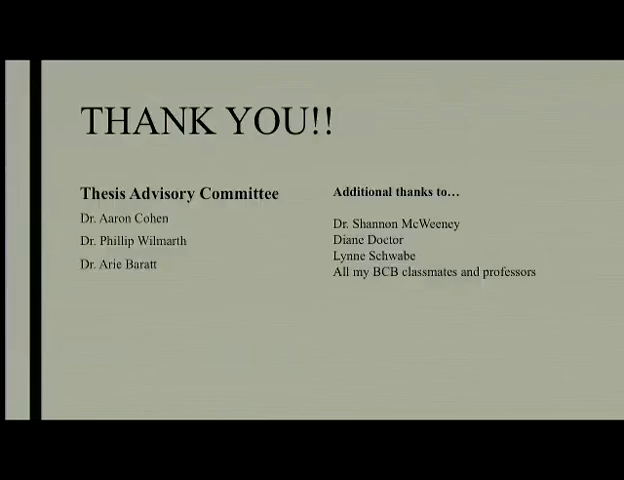 THANK YOU!!
Thesis Advisory Committee
Dr. Aaron Cohen
Dr. Phillip Wilmarth
Dr. Arie Baratt
Additional thanks to…
Dr. Shannon McWeeney
Diane Doctor
Lynne Schwabe
All my BCB classmates and professors